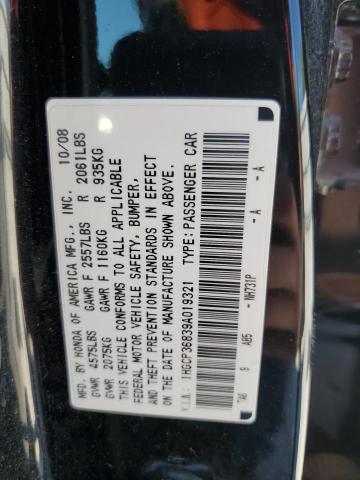 MFD. BY HONDA OF AMERICA MFG., INC. 10/08
GVWR 4575LBS GAWR F 2557LBS R 2061LBS
GVWR 2075KG GAWR F 1160KG R 935KG
THIS VEHICLE CONFORMS TO ALL APPLICABLE
FEDERAL MOTOR VEHICLE SAFETY, BUMPER,
AND THEFT PREVENTION STANDARDS IN EFFECT
ON THE DATE OF MANUFACTURE SHOWN ABOVE.
V.I.N.: 1HGCP36839A019321 TYPE: PASSENGER CAR
TA6 9 AB5 - NH731P - A - A